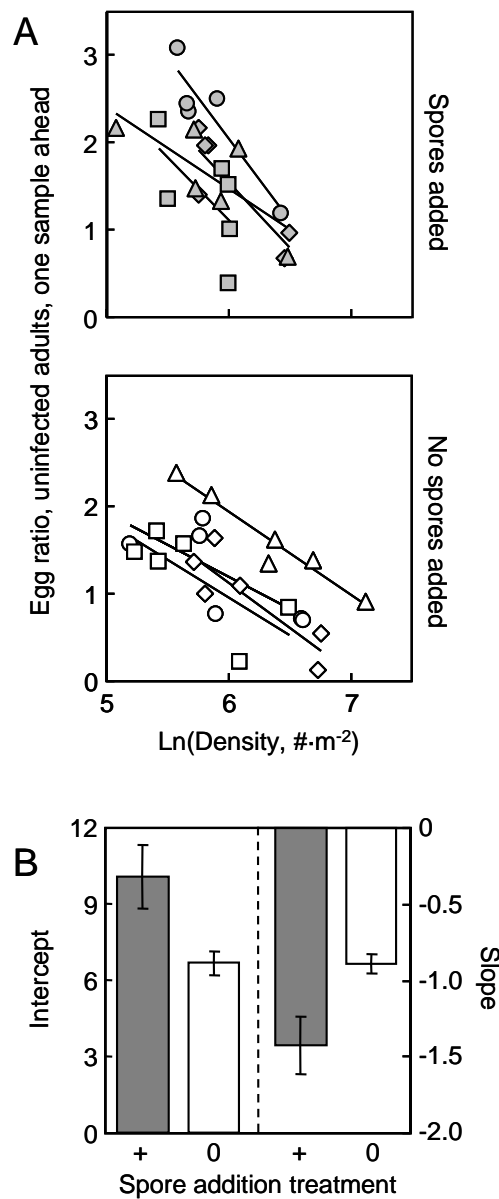 A
Egg ratio, uninfected adults, one sample ahead
3
2
1
0
Spores added
3
2
1
0
No spores added
5
6
7
Ln(Density, #·m-2)
B
Intercept
12
9
6
3
0
0
-0.5
-1.0
-1.5
-2.0
Slope
+ 0 + 0
Spore addition treatment